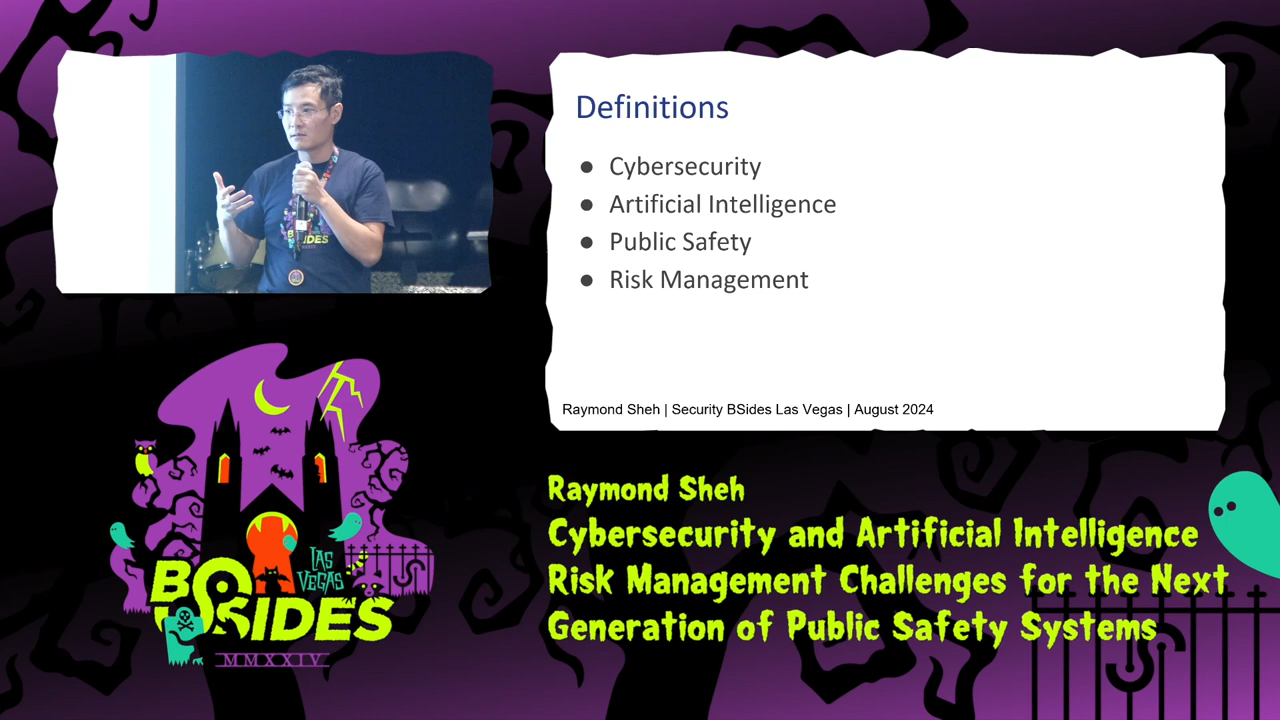 Definitions
● Cybersecurity
● Artificial Intelligence
● Public Safety
● Risk Management
Raymond Sheh | Security BSides Las Vegas | August 2024
BSIDES
LAS
VEGAS
BSIDES
MMXXIV
Raymond Sheh
Cybersecurity and Artificial Intelligence
Risk Management Challenges for the Next
Generation of Public Safety Systems